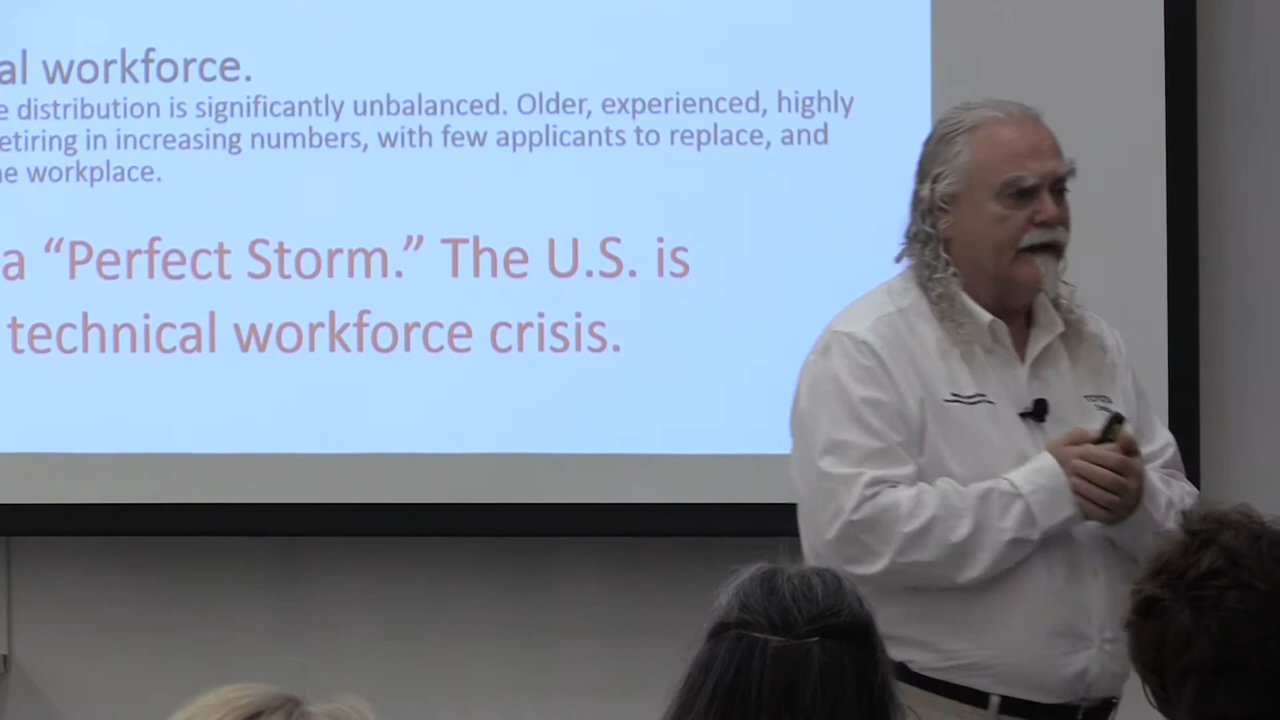 al workforce.
e distribution is significantly unbalanced. Older, experienced, highly
etiring in increasing numbers, with few applicants to replace, and
e workplace.
a “Perfect Storm.” The U.S. is
technical workforce crisis.